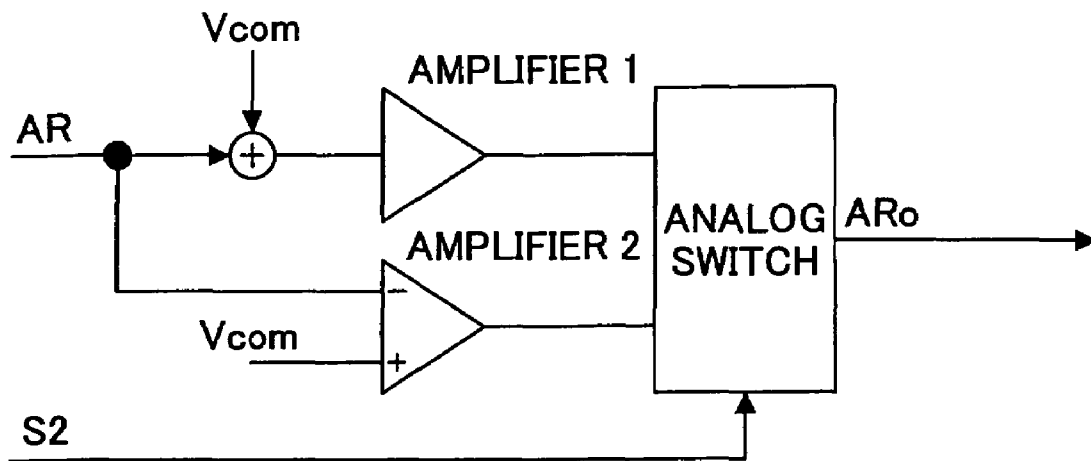 Vcom
AMPLIFIER 1
AR
+
ANALOG
SWITCH
ARo
AMPLIFIER 2
−
Vcom
+
S2